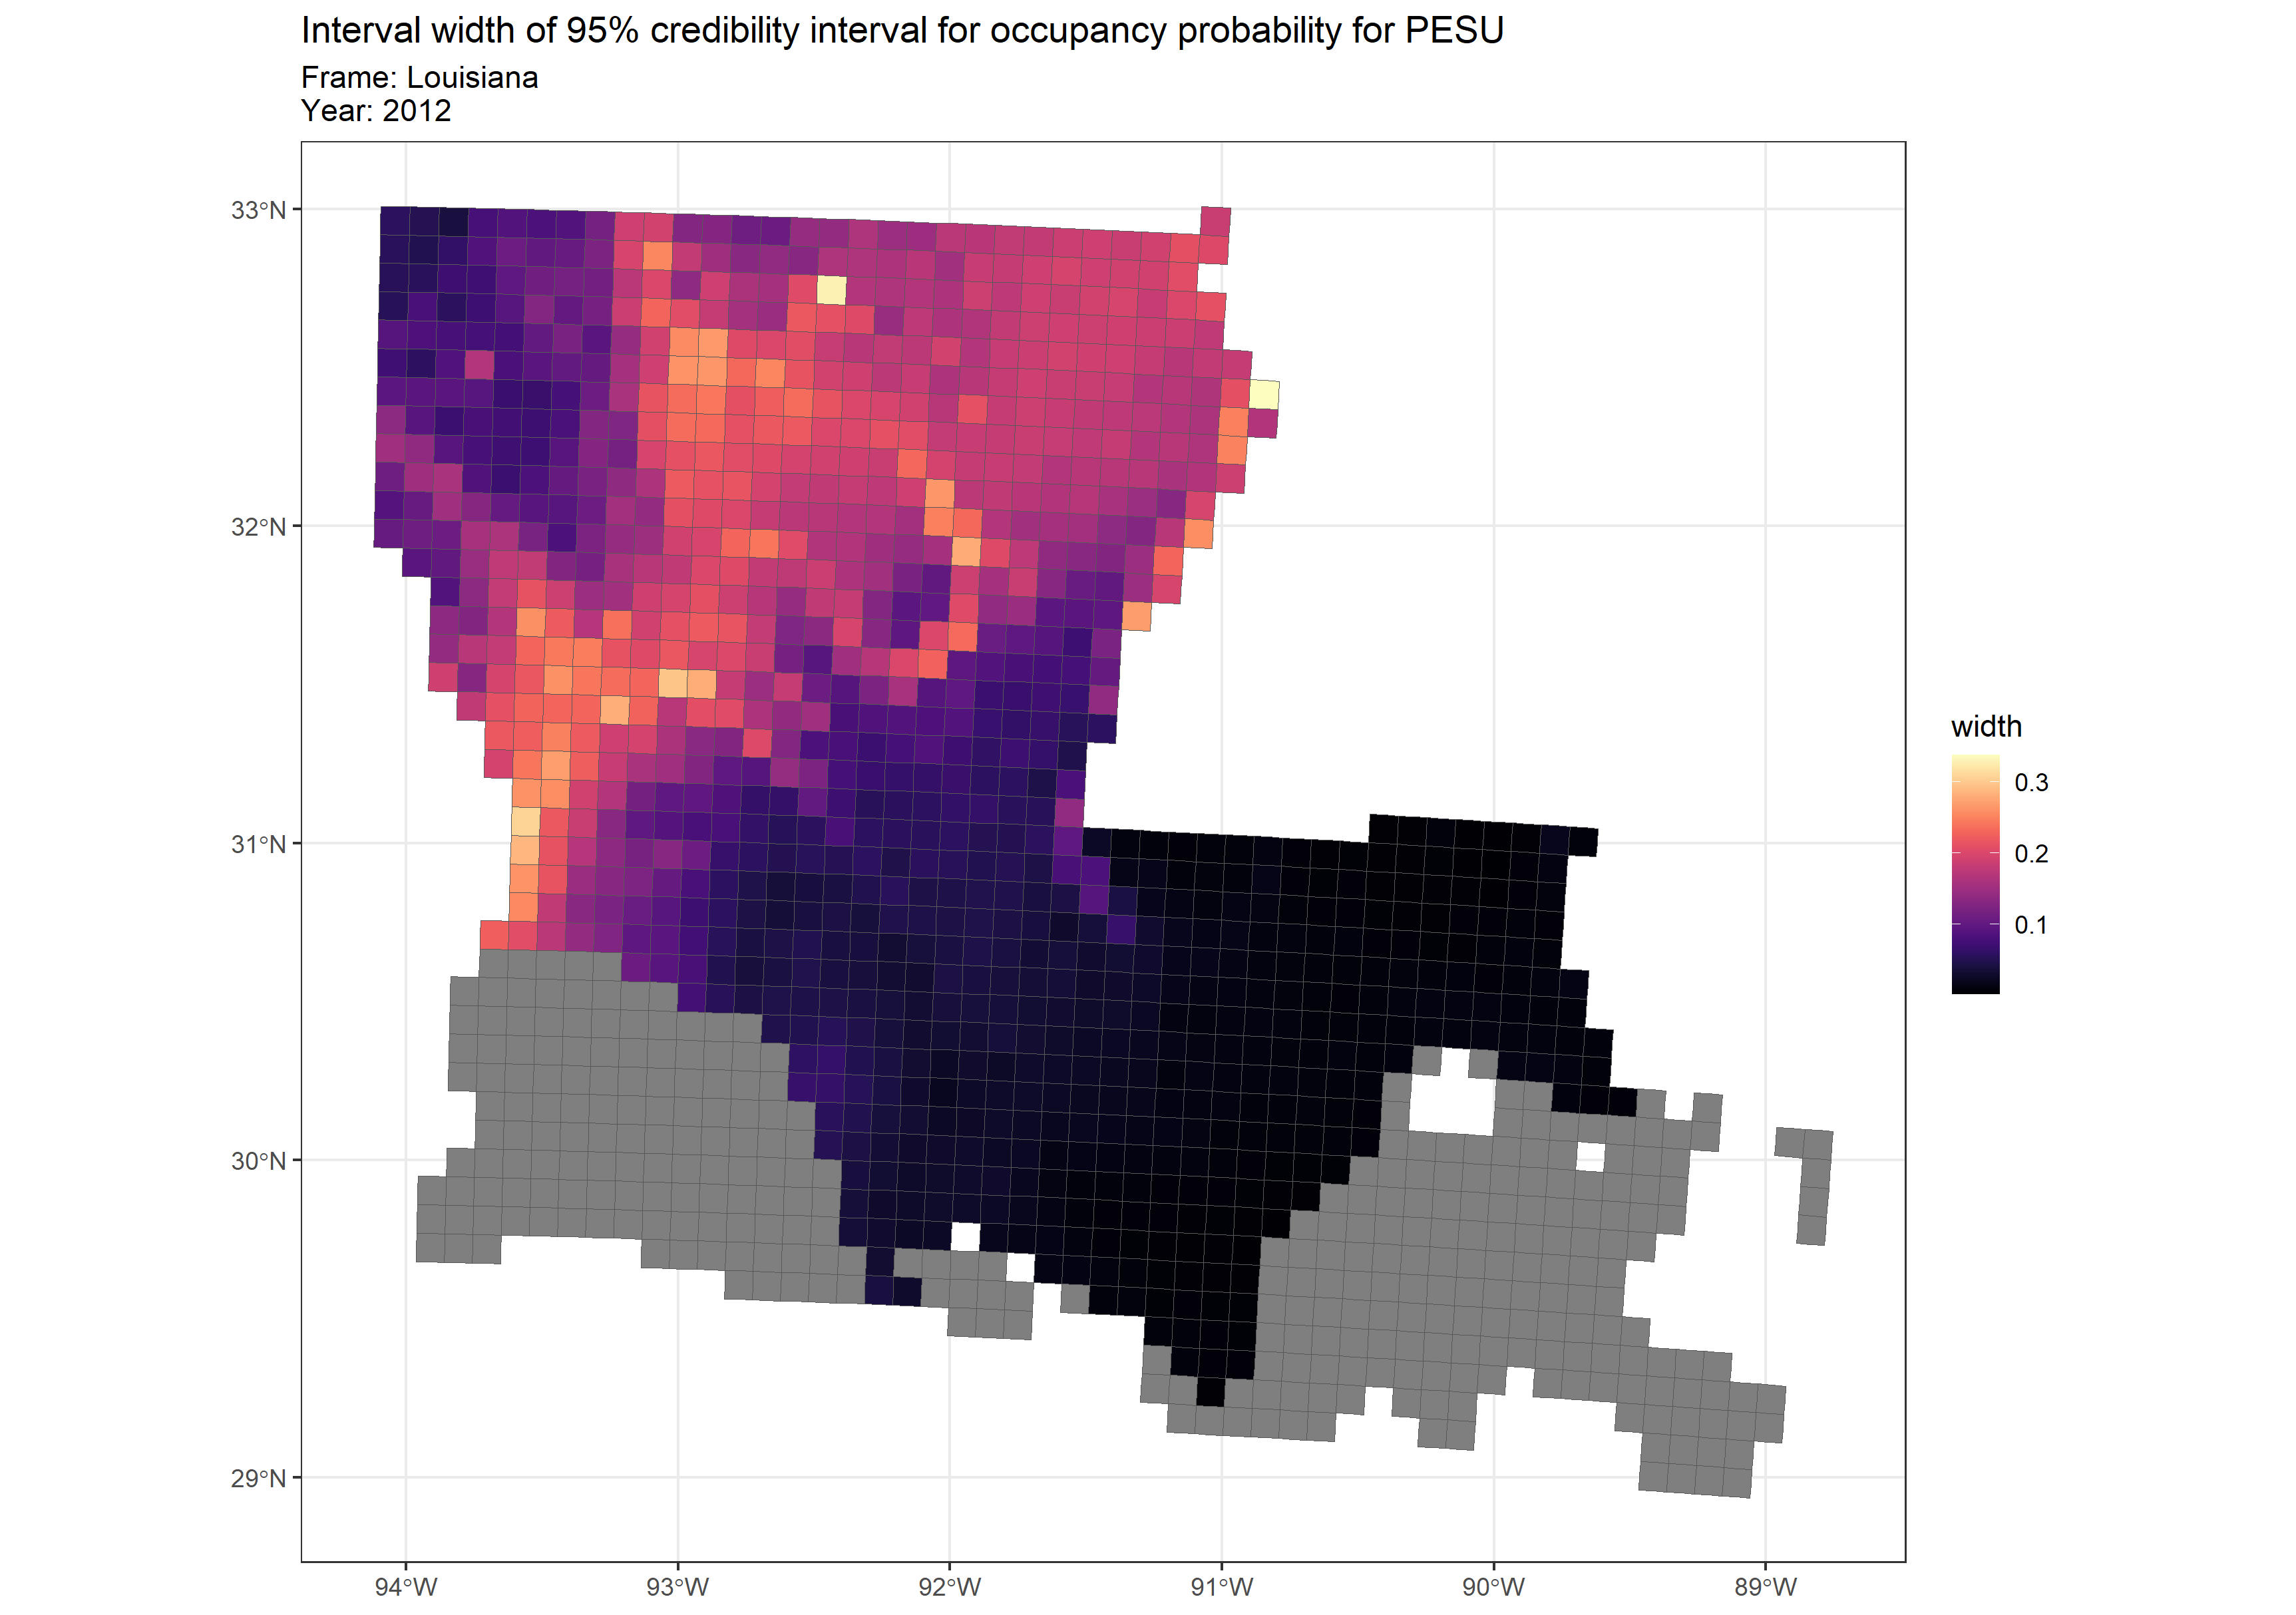 Interval width of 95% credibility interval for occupancy probability for PESU
Frame: Louisiana
Year: 2012
33°N
32°N
31°N
30°N
29°N
94°W
93°W
92°W
91°W
90°W
89°W
width
0.3
0.2
0.1